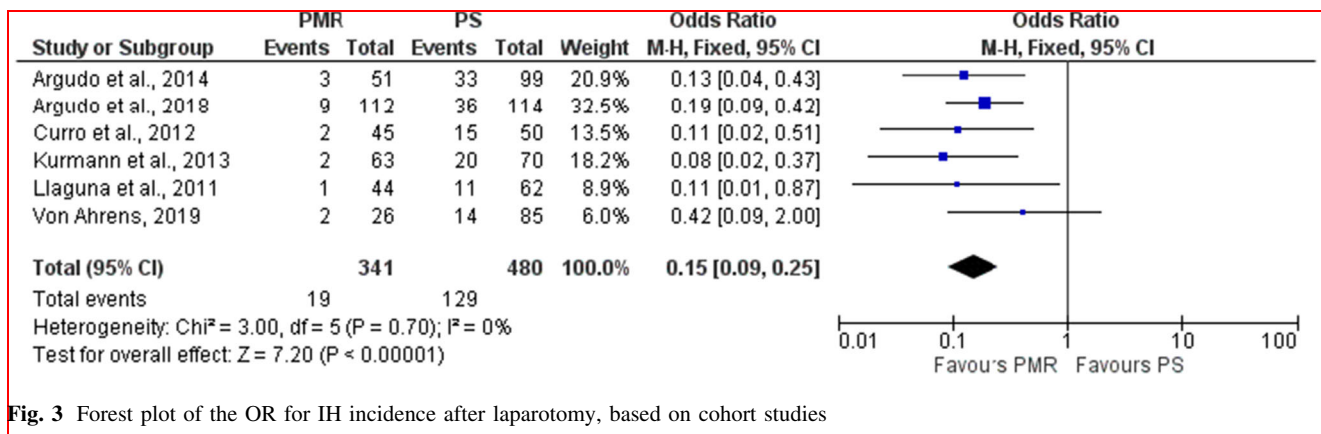 PMR PS Odds Ratio Odds Ratio
Study or Subgroup Events Total Events Total Weight M-H, Fixed, 95% CI M-H, Fixed, 95% CI
Argudo et al., 2014 3 51 33 99 20.9% 0.13 [0.04, 0.43]
Argudo et al., 2018 9 112 36 114 32.5% 0.19 [0.09, 0.42]
Curro et al., 2012 2 45 15 50 13.5% 0.11 [0.02, 0.51]
Kurmann et al., 2013 2 63 20 70 18.2% 0.08 [0.02, 0.37]
Llaguna et al., 2011 1 44 11 62 8.9% 0.11 [0.01, 0.87]
Von Ahrens, 2019 2 26 14 85 6.0% 0.42 [0.09, 2.00]
Total (95% CI) 341 480 100.0% 0.15 [0.09, 0.25]
Total events 19 129
Heterogeneity: Chi² = 3.00, df = 5 (P = 0.70); I² = 0%
Test for overall effect: Z = 7.20 (P < 0.00001)
0.01 0.1 1 10 100
Favours PMR Favours PS
Fig. 3 Forest plot of the OR for IH incidence after laparotomy, based on cohort studies